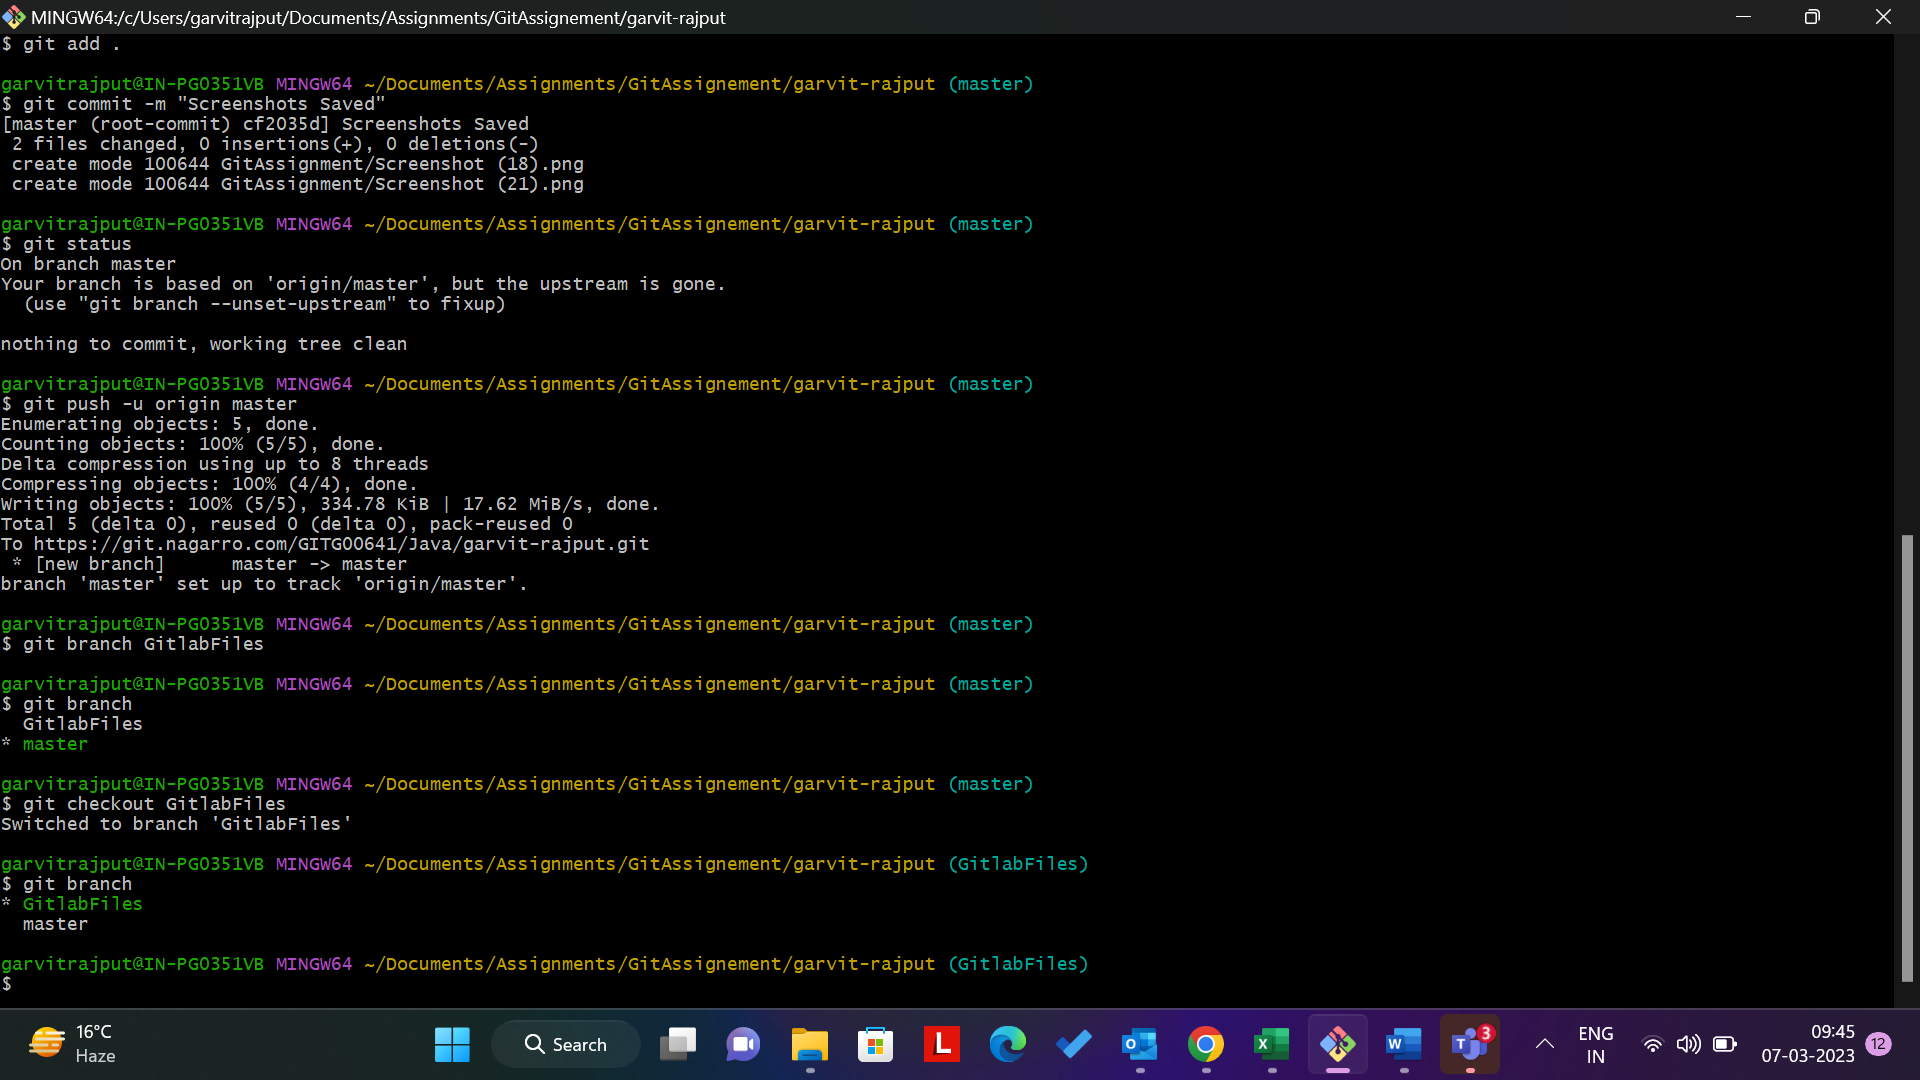 MINGW64:/c/Users/garvitrajput/Documents/Assignments/GitAssignement/garvit-rajput
$ git add .
garvitrajput@IN-PG0351VB MINGW64 ~/Documents/Assignments/GitAssignement/garvit-rajput (master)
$ git commit -m "Screenshots Saved"
[master (root-commit) cf2035d] Screenshots Saved
 2 files changed, 0 insertions(+), 0 deletions(-)
 create mode 100644 GitAssignment/Screenshot (18).png
 create mode 100644 GitAssignment/Screenshot (21).png
garvitrajput@IN-PG0351VB MINGW64 ~/Documents/Assignments/GitAssignement/garvit-rajput (master)
$ git status
On branch master
Your branch is based on 'origin/master', but the upstream is gone.
  (use "git branch --unset-upstream" to fixup)
nothing to commit, working tree clean
garvitrajput@IN-PG0351VB MINGW64 ~/Documents/Assignments/GitAssignement/garvit-rajput (master)
$ git push -u origin master
Enumerating objects: 5, done.
Counting objects: 100% (5/5), done.
Delta compression using up to 8 threads
Compressing objects: 100% (4/4), done.
Writing objects: 100% (5/5), 334.78 KiB | 17.62 MiB/s, done.
Total 5 (delta 0), reused 0 (delta 0), pack-reused 0
To https://git.nagarro.com/GITG00641/Java/garvit-rajput.git
 * [new branch]      master -> master
branch 'master' set up to track 'origin/master'.
garvitrajput@IN-PG0351VB MINGW64 ~/Documents/Assignments/GitAssignement/garvit-rajput (master)
$ git branch GitlabFiles
garvitrajput@IN-PG0351VB MINGW64 ~/Documents/Assignments/GitAssignement/garvit-rajput (master)
$ git branch
  GitlabFiles
* master
garvitrajput@IN-PG0351VB MINGW64 ~/Documents/Assignments/GitAssignement/garvit-rajput (master)
$ git checkout GitlabFiles
Switched to branch 'GitlabFiles'
garvitrajput@IN-PG0351VB MINGW64 ~/Documents/Assignments/GitAssignement/garvit-rajput (GitlabFiles)
$ git branch
* GitlabFiles
  master
garvitrajput@IN-PG0351VB MINGW64 ~/Documents/Assignments/GitAssignement/garvit-rajput (GitlabFiles)
$
16°C
Haze
Search
L
O
X
W
T
3
ENG
IN
09:45
07-03-2023
12